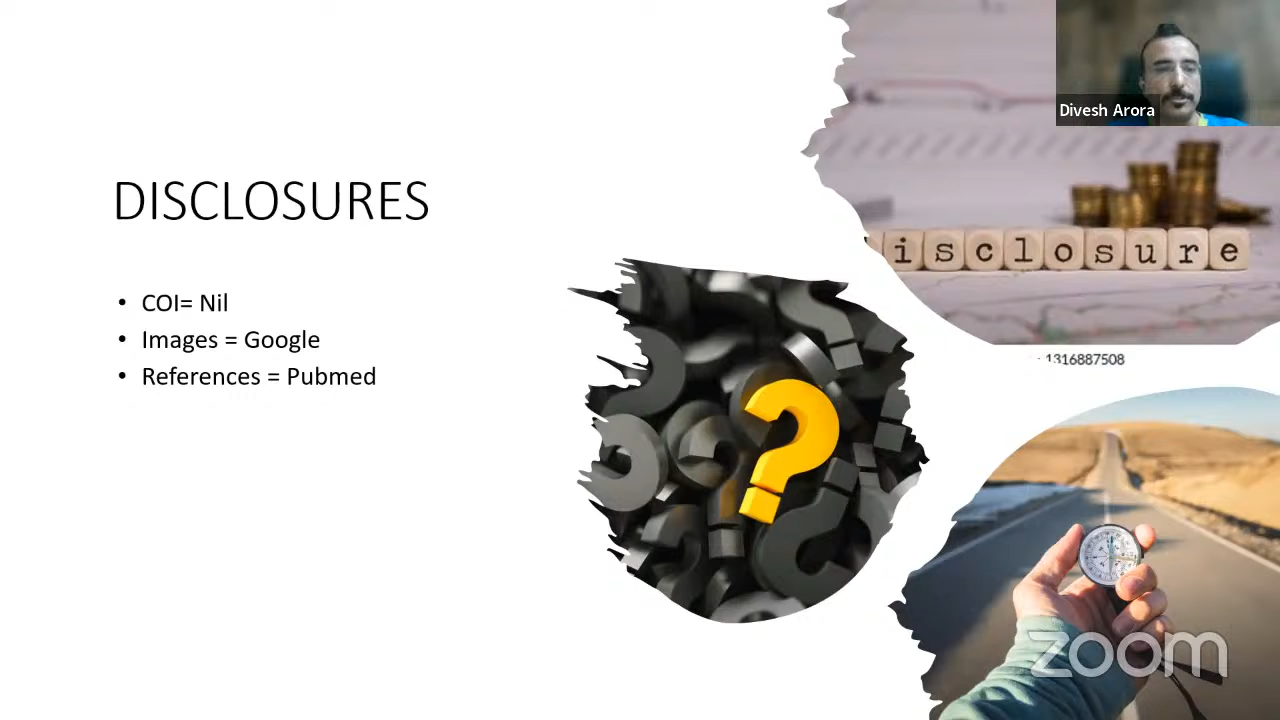 Divesh Arora
DISCLOSURES
isclosure
• COI= Nil
• Images = Google
• References = Pubmed
1316887508
zoom